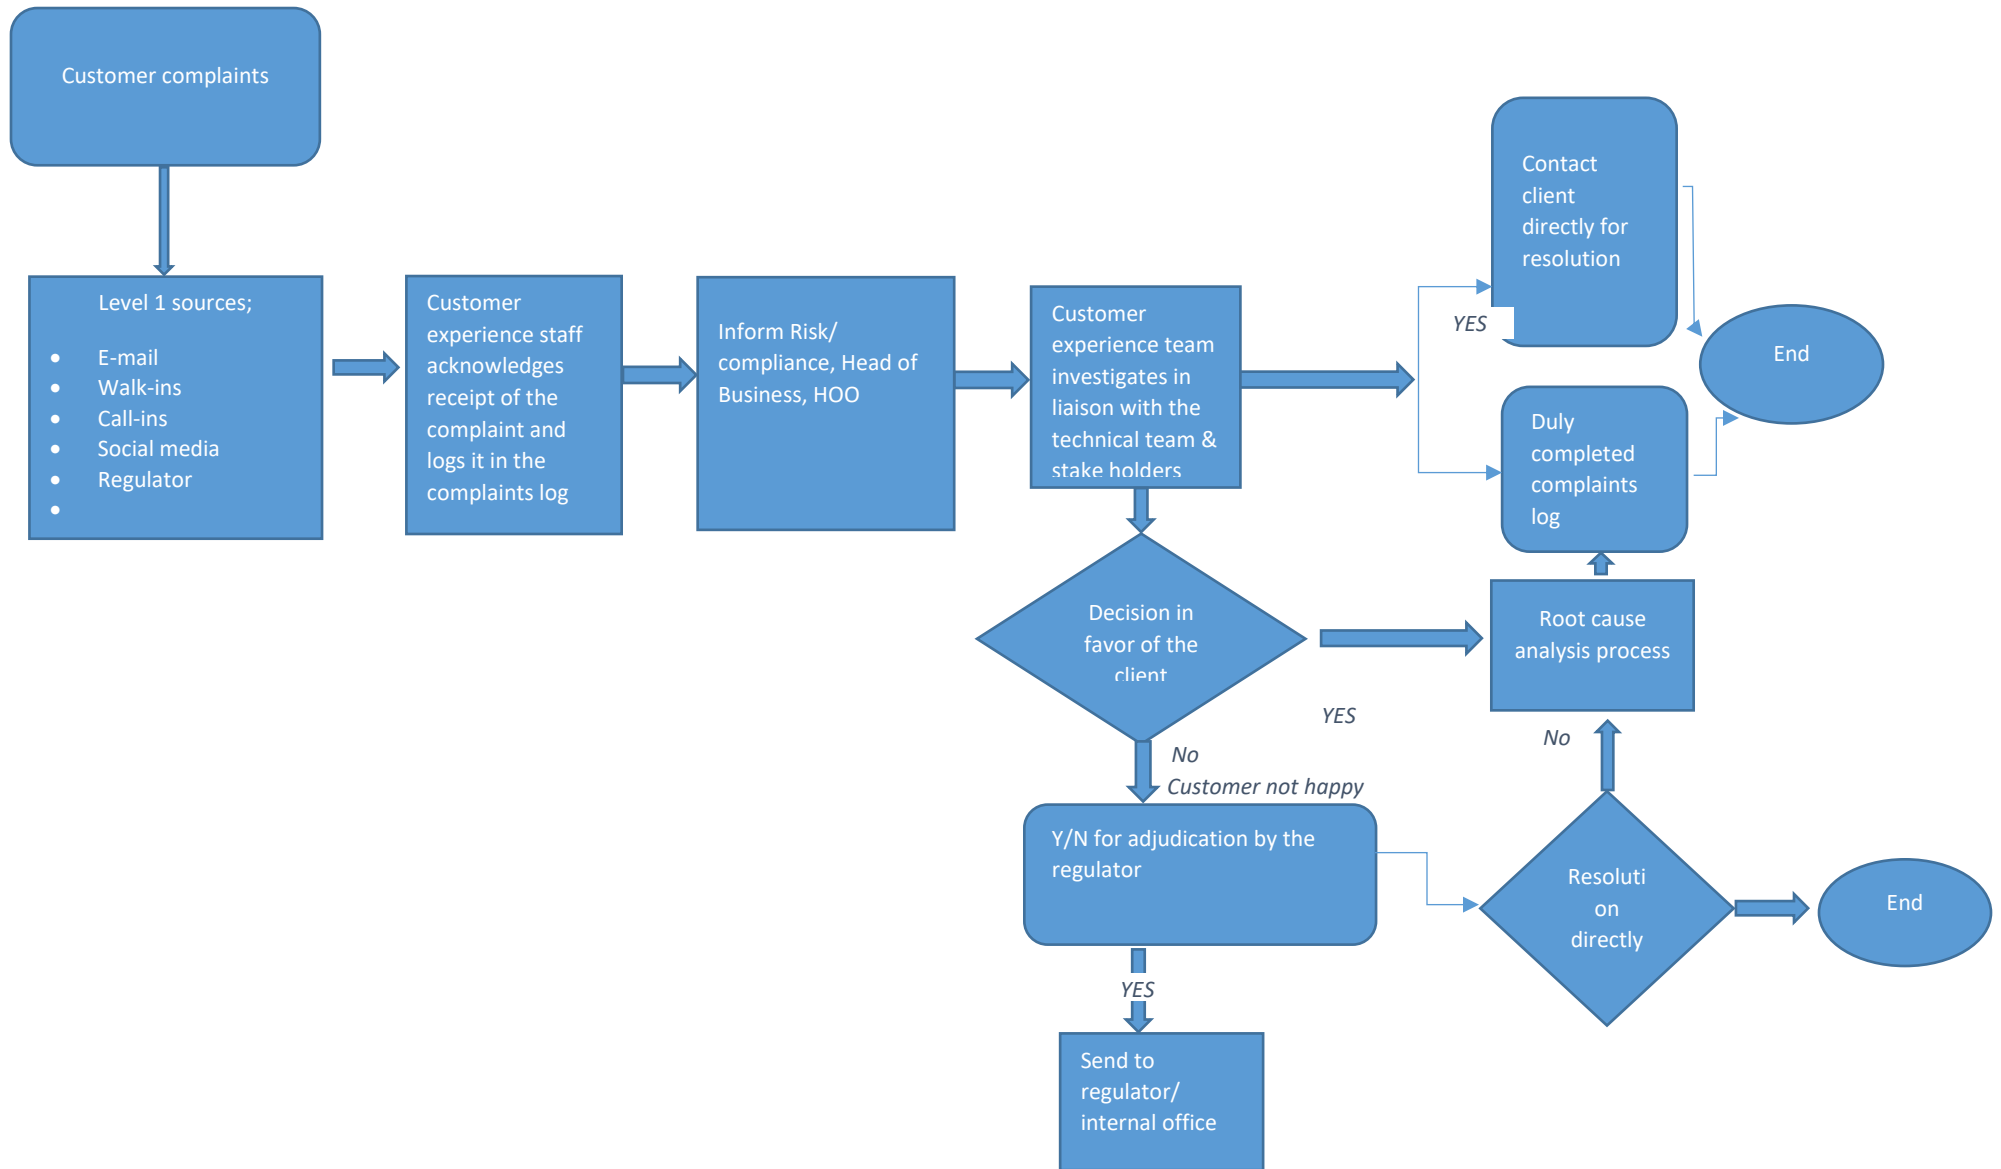 Customer complaints
Level 1 sources;
• E-mail
• Walk-ins
• Call-ins
• Social media
• Regulator
•
Customer
experience staff
acknowledges
receipt of the
complaint and
logs it in the
complaints log
Inform Risk/
compliance, Head of
Business, HOO
Customer
experience team
investigates in
liaison with the
technical team &
stake holders
YES
Contact
client
directly for
resolution
End
Duly
completed
complaints
log
Decision in
favor of the
client
YES
Root cause
analysis process
No
No
Customer not happy
Y/N for adjudication by the
regulator
Resoluti
on
directly
End
YES
Send to
regulator/
internal office